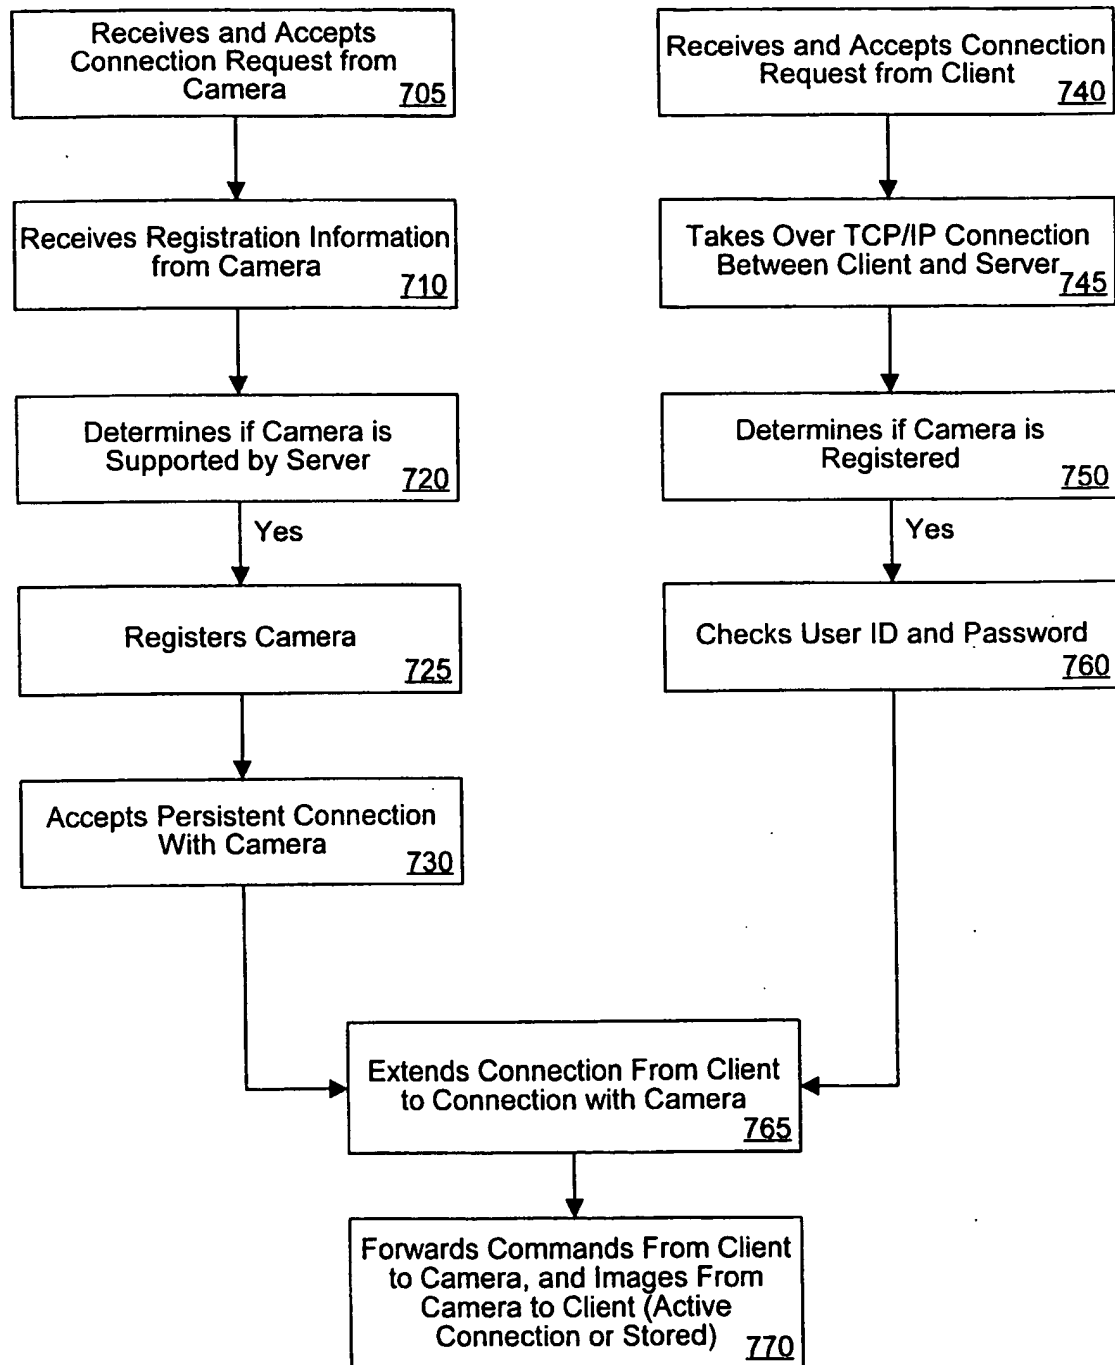 Receives and Accepts
Connection Request from
Camera
705
Receives Registration Information
from Camera
710
Determines if Camera is
Supported by Server
720
Yes
Registers Camera
725
Accepts Persistent Connection
With Camera
730
Receives and Accepts Connection
Request from Client
740
Takes Over TCP/IP Connection
Between Client and Server
745
Determines if Camera is
Registered
750
Yes
Checks User ID and Password
760
Extends Connection From Client
to Connection with Camera
765
Forwards Commands From Client
to Camera, and Images From
Camera to Client (Active
Connection or Stored)
770